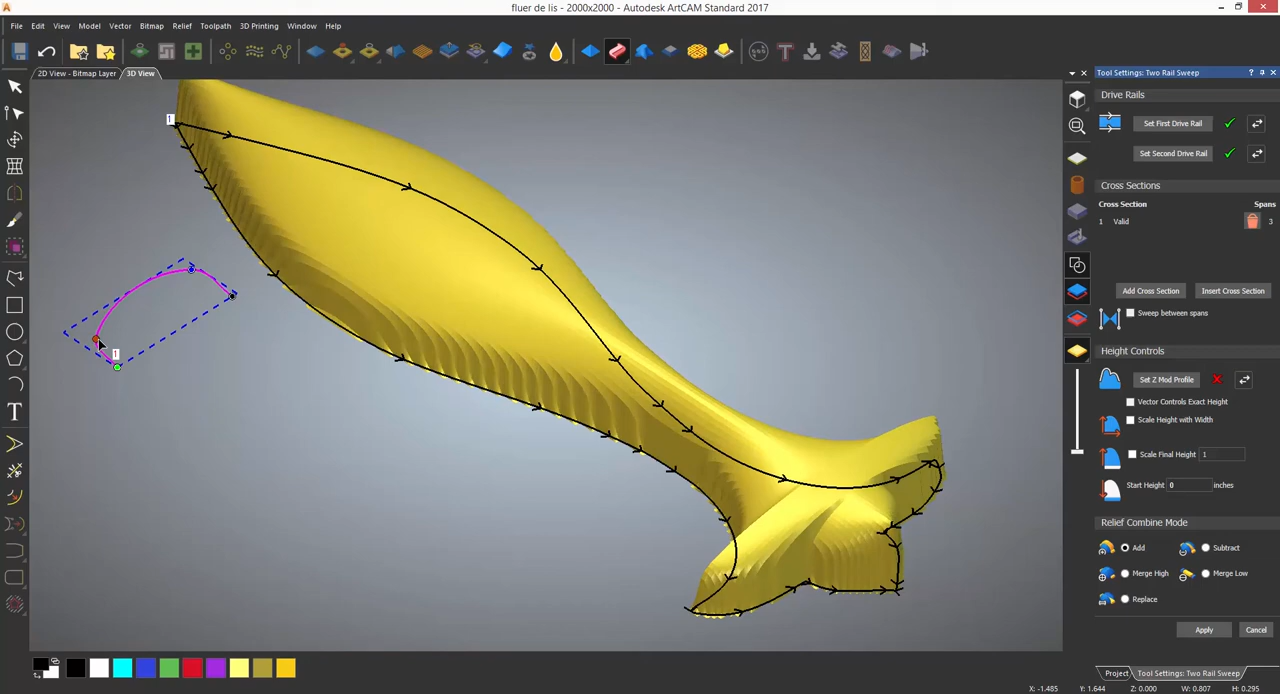 fluer de lis - 2000x2000 - Autodesk ArtCAM Standard 2017
File Edit View Model Vector Bitmap Relief Toolpath 3D Printing Window Help
2D View - Bitmap Layer 3D View
Tool Settings: Two Rail Sweep
Drive Rails
Set First Drive Rail
Set Second Drive Rail
Cross Sections
Cross Section Spans
1 Valid 3
Add Cross Section Insert Cross Section
Sweep between spans
Height Controls
Set Z Mod Profile
Vector Controls Exact Height
Scale Height with Width
Scale Final Height 1
Start Height 0 inches
Relief Combine Mode
Add Subtract
Merge High Merge Low
Replace
Apply Cancel
Project Tool Settings: Two Rail Sweep
X: -1.485 Y: 1.644 Z: 0.000 W: 0.807 H: 0.295
1
1